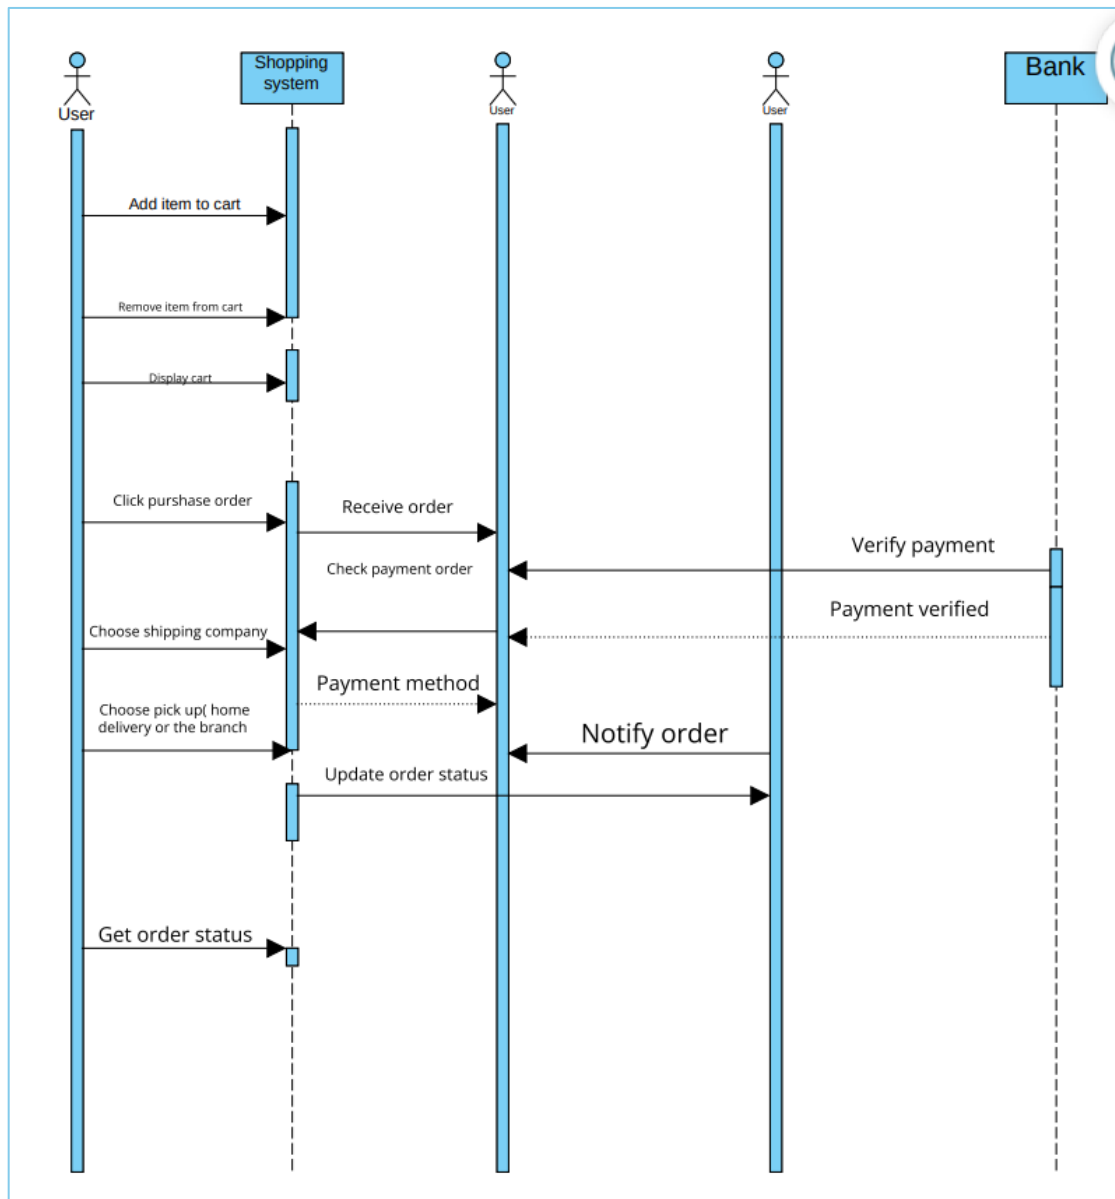 Shopping
system
User
User
User
Bank
Add item to cart
Remove item from cart
Display cart
Click purshase order
Receive order
Verify payment
Check payment order
Payment verified
Choose shipping company
Payment method
Choose pick up( home
delivery or the branch
Notify order
Update order status
Get order status